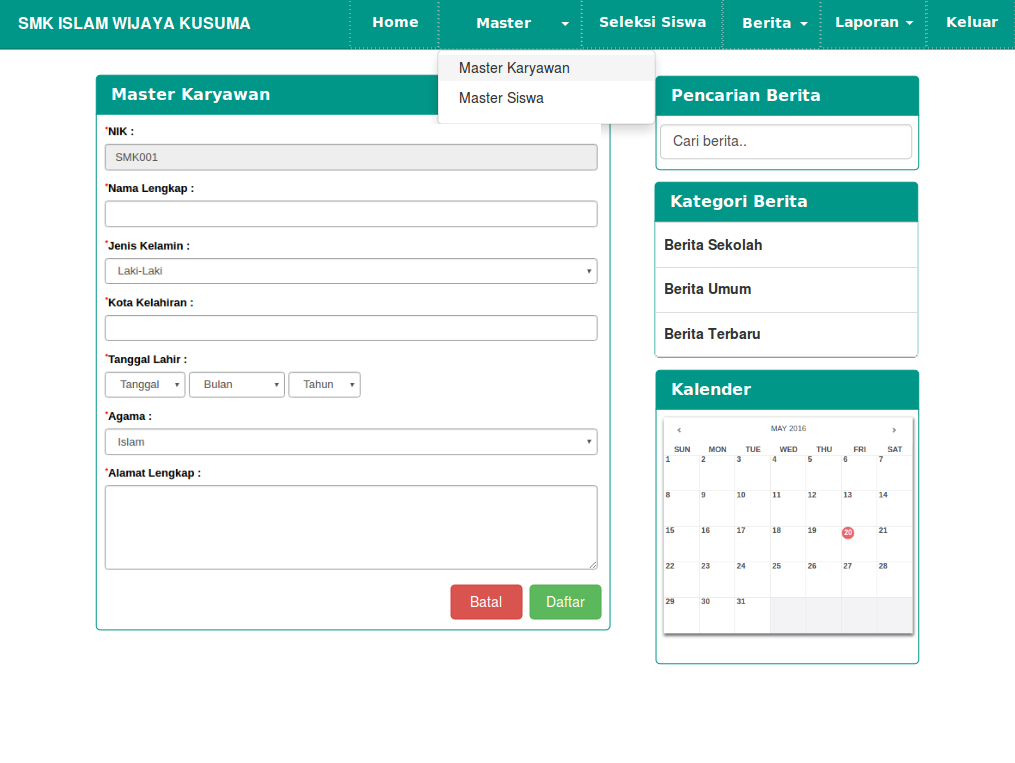 SMK ISLAM WIJAYA KUSUMA
Home
Master
Seleksi Siswa
Berita
Laporan
Keluar
Master Karyawan
Master Siswa
Master Karyawan
*NIK :
SMK001
*Nama Lengkap :
*Jenis Kelamin :
Laki-Laki
*Kota Kelahiran :
*Tanggal Lahir :
Tanggal Bulan Tahun
*Agama :
Islam
*Alamat Lengkap :
Batal Daftar
Pencarian Berita
Cari berita..
Kategori Berita
Berita Sekolah
Berita Umum
Berita Terbaru
Kalender
‹ MAY 2016 ›
SUN MON TUE WED THU FRI SAT
1 2 3 4 5 6 7
8 9 10 11 12 13 14
15 16 17 18 19 20 21
22 23 24 25 26 27 28
29 30 31